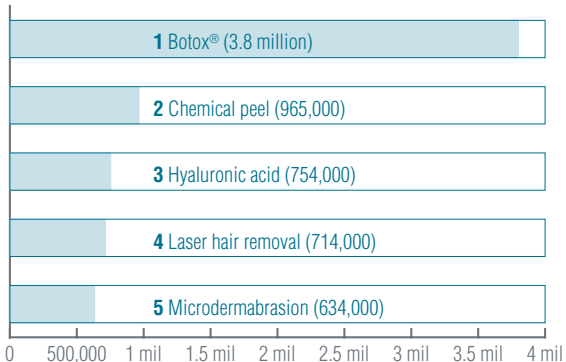 1 Botox® (3.8 million)
2 Chemical peel (965,000)
3 Hyaluronic acid (754,000)
4 Laser hair removal (714,000)
5 Microdermabrasion (634,000)
0 500,000 1 mil 1.5 mil 2 mil 2.5 mil 3 mil 3.5 mil 4 mil